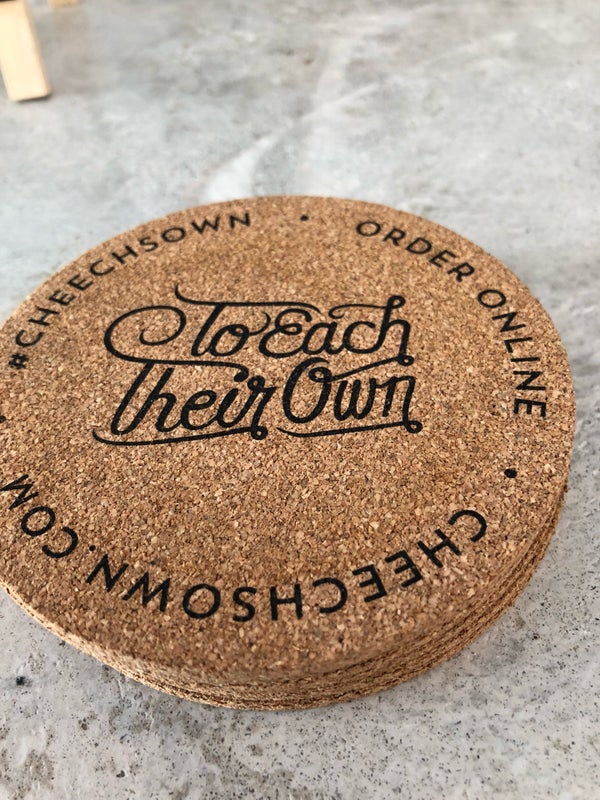 To Each
Their Own
#CHEECHSOWN • ORDER ONLINE • CHEECHSOWN.COM •